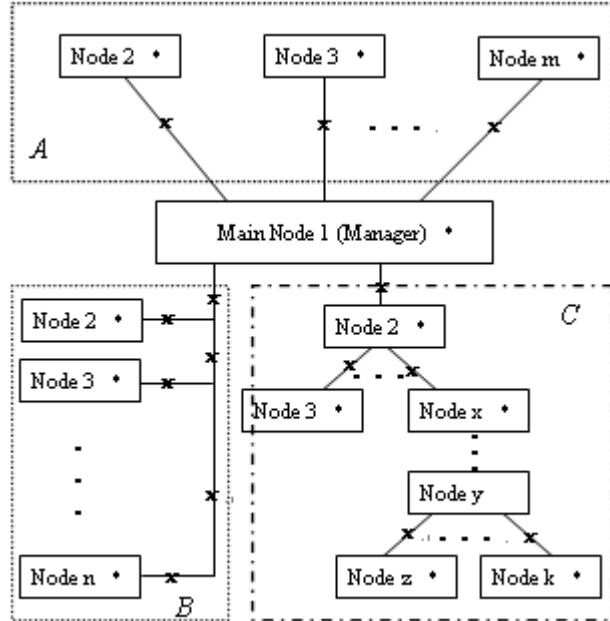 Node 2
Node 3
Node m
A
Main Node 1 (Manager)
Node 2
Node 3
Node n
B
C
Node 2
Node 3
Node x
Node y
Node z
Node k